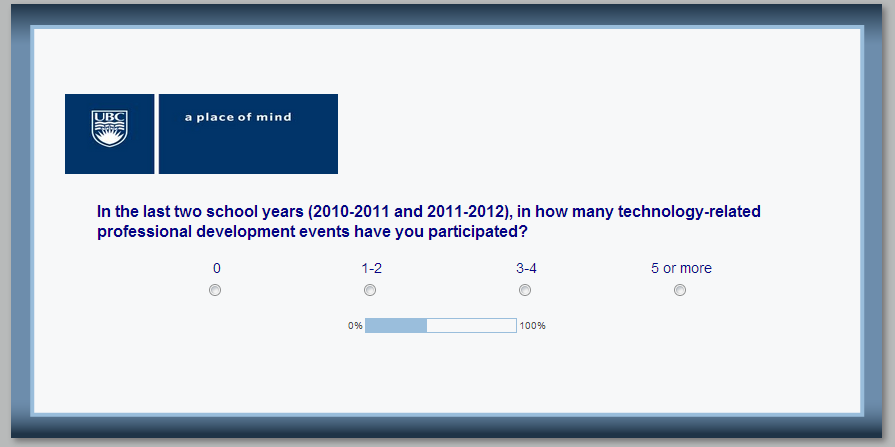 UBC
a place of mind
In the last two school years (2010-2011 and 2011-2012), in how many technology-related
professional development events have you participated?
0 1-2 3-4 5 or more
0% 100%